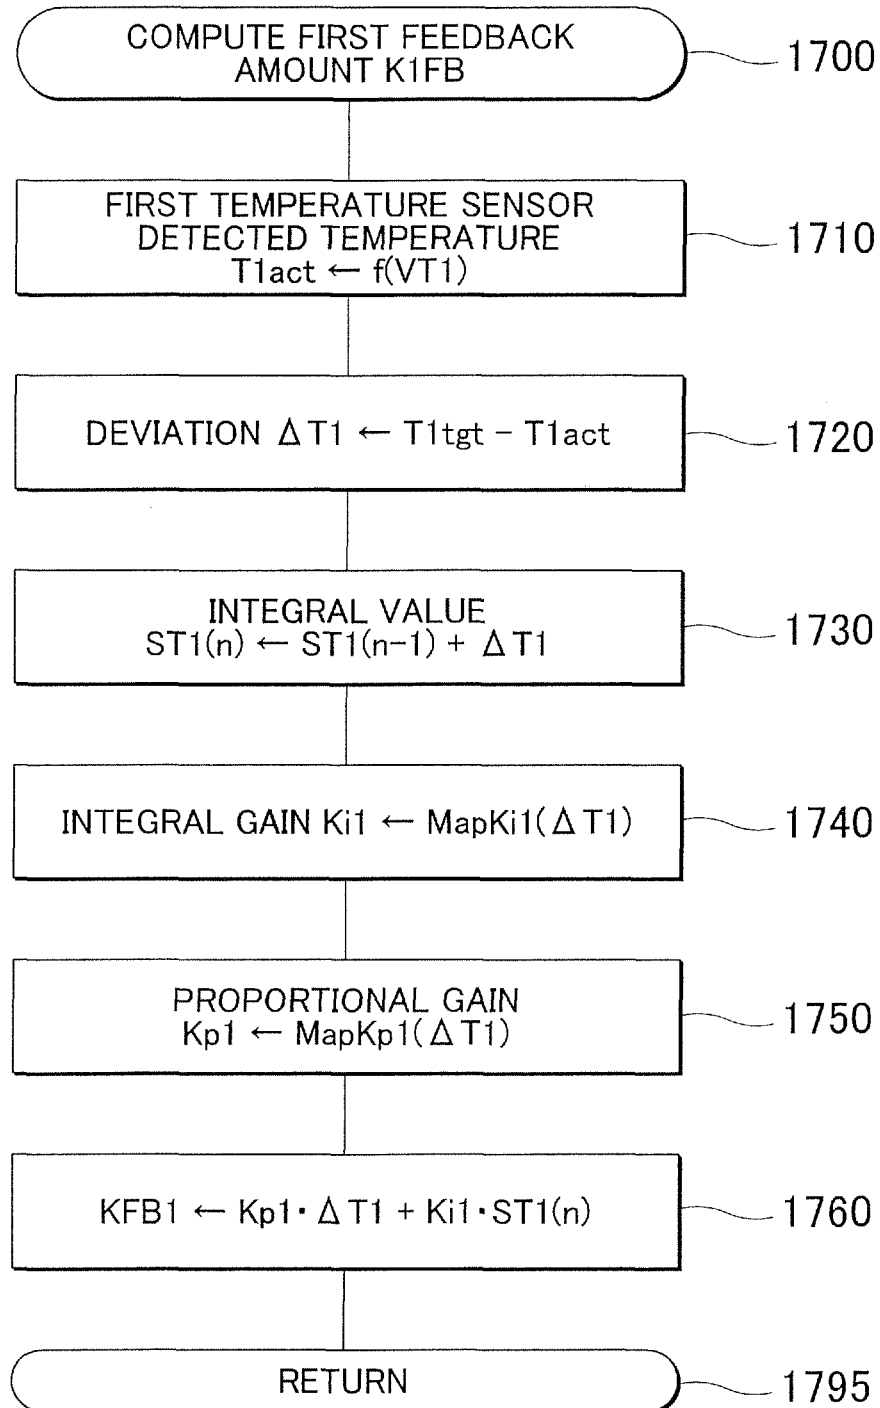 COMPUTE FIRST FEEDBACK
AMOUNT K1FB
1700
FIRST TEMPERATURE SENSOR
DETECTED TEMPERATURE
T1act ← f(VT1)
1710
DEVIATION ΔT1 ← T1tgt − T1act
1720
INTEGRAL VALUE
ST1(n) ← ST1(n−1) + ΔT1
1730
INTEGRAL GAIN Ki1 ← MapKi1(ΔT1)
1740
PROPORTIONAL GAIN
Kp1 ← MapKp1(ΔT1)
1750
KFB1 ← Kp1・ΔT1 + Ki1・ST1(n)
1760
RETURN
1795